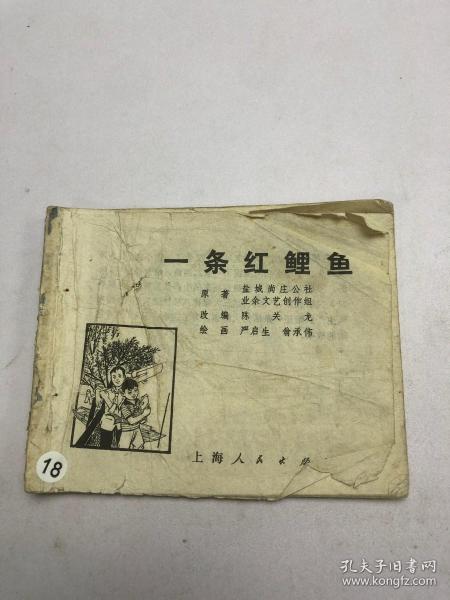 一条红鲤鱼
原著 盐城尚庄公社
业余文艺创作组
改编 陈关龙
绘画 严启生 翁承伟
上海人民出版
18
孔夫子旧书网
www.kongfz.com